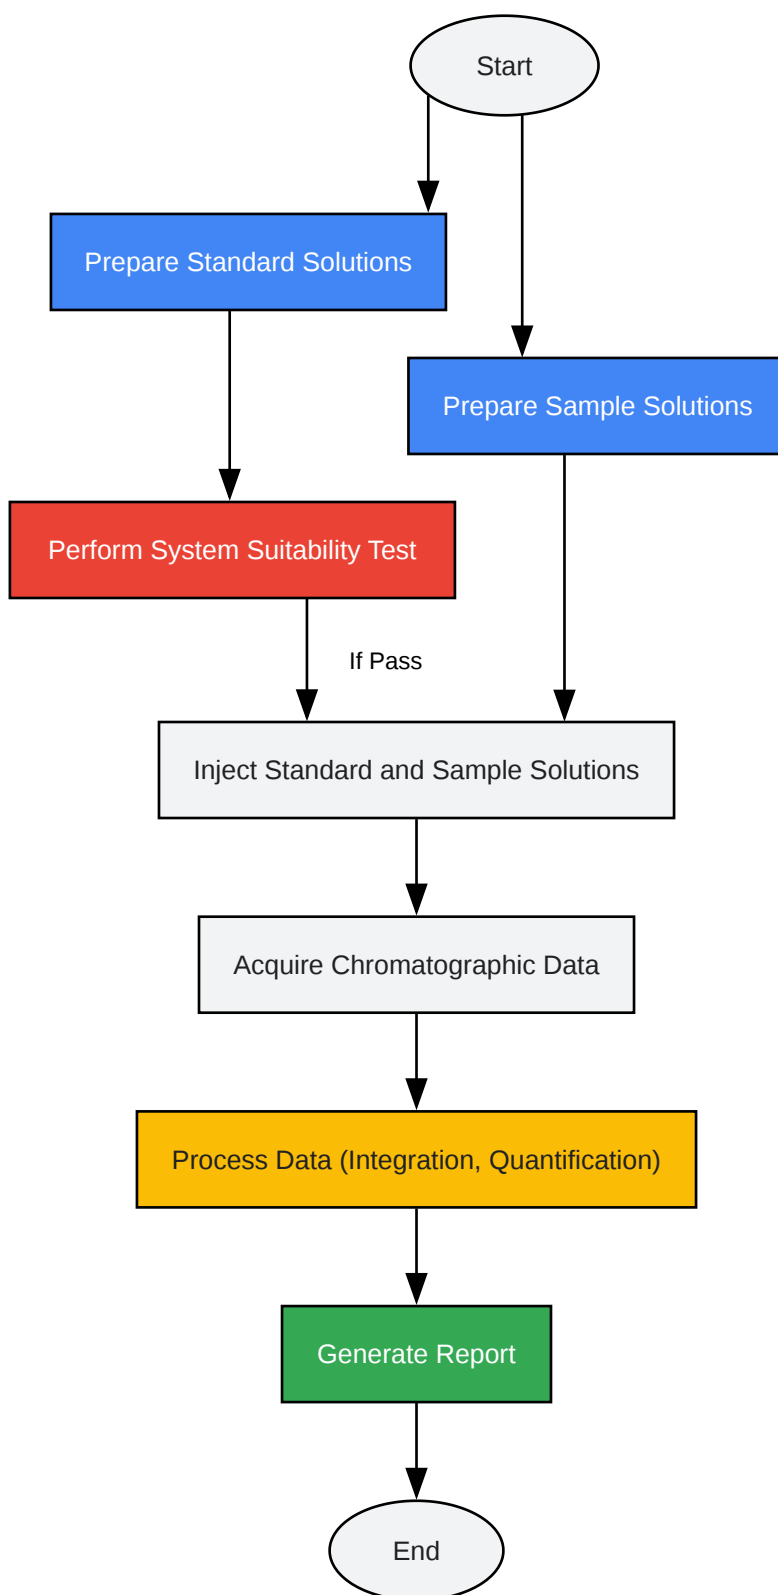 Start
Prepare Standard Solutions
Prepare Sample Solutions
Perform System Suitability Test
If Pass
Inject Standard and Sample Solutions
Acquire Chromatographic Data
Process Data (Integration, Quantification)
Generate Report
End